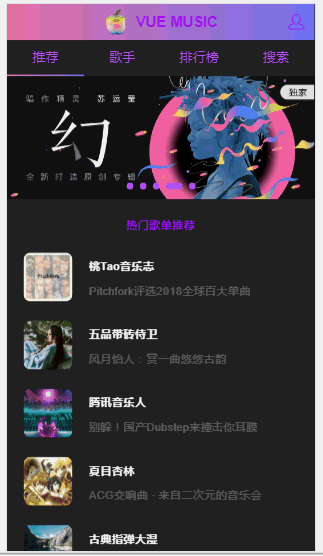 VUE MUSIC
推荐 歌手 排行榜 搜索
独家
唱作精灵 苏运莹
幻
全新打造原创专辑
热门歌单推荐
桃Tao音乐志
Pitchfork评选2018全球百大单曲
五品带砖侍卫
风月怡人：赏一曲悠悠古韵
腾讯音乐人
别躲！国产Dubstep来撞击你耳膜
夏目杏林
ACG交响曲 - 来自二次元的音乐会
古典指弹大湿